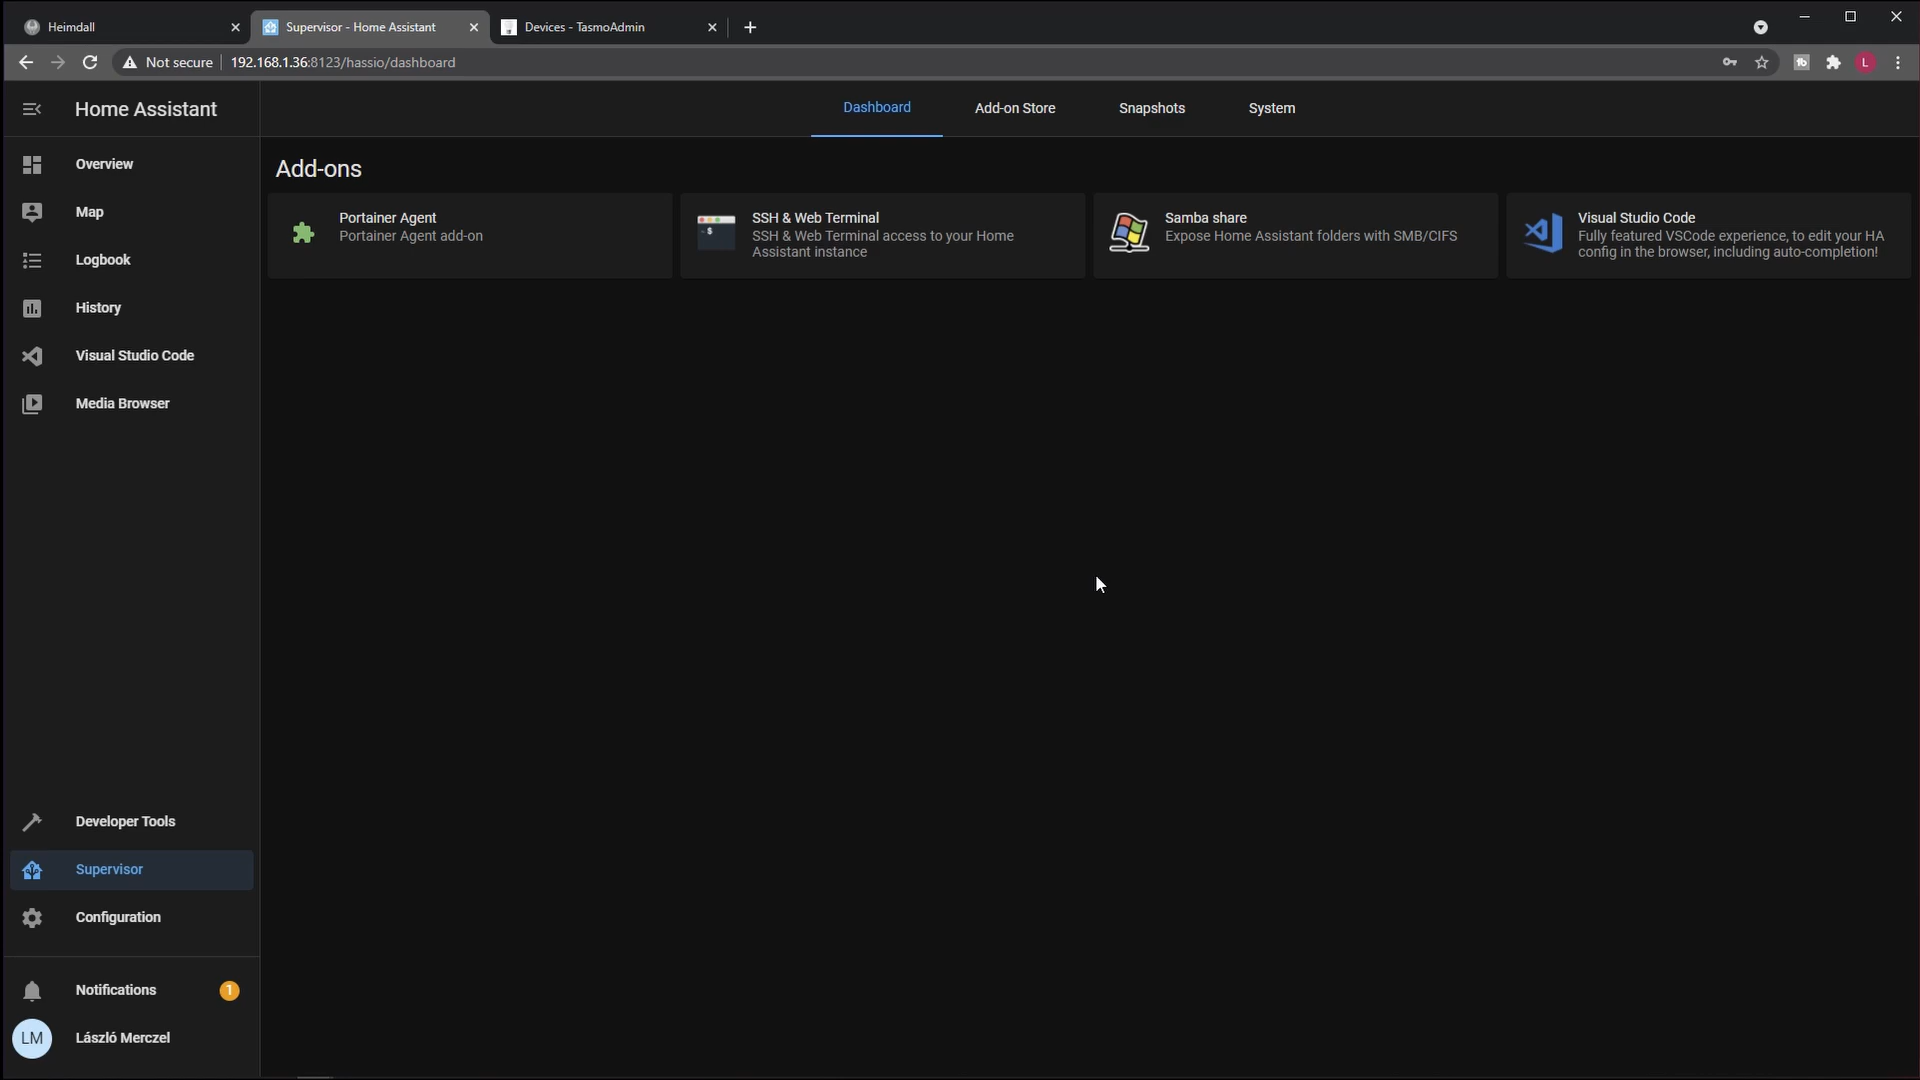 Heimdall
Supervisor - Home Assistant
Devices - TasmoAdmin
Not secure
192.168.1.36:8123/hassio/dashboard
L
Home Assistant
Dashboard
Add-on Store
Snapshots
System
Overview
Map
Logbook
History
Visual Studio Code
Media Browser
Add-ons
Portainer Agent
Portainer Agent add-on
$
SSH & Web Terminal
SSH & Web Terminal access to your Home
Assistant instance
Samba share
Expose Home Assistant folders with SMB/CIFS
Visual Studio Code
Fully featured VSCode experience, to edit your HA
config in the browser, including auto-completion!
Developer Tools
Supervisor
Configuration
Notifications
1
LM
László Merczel